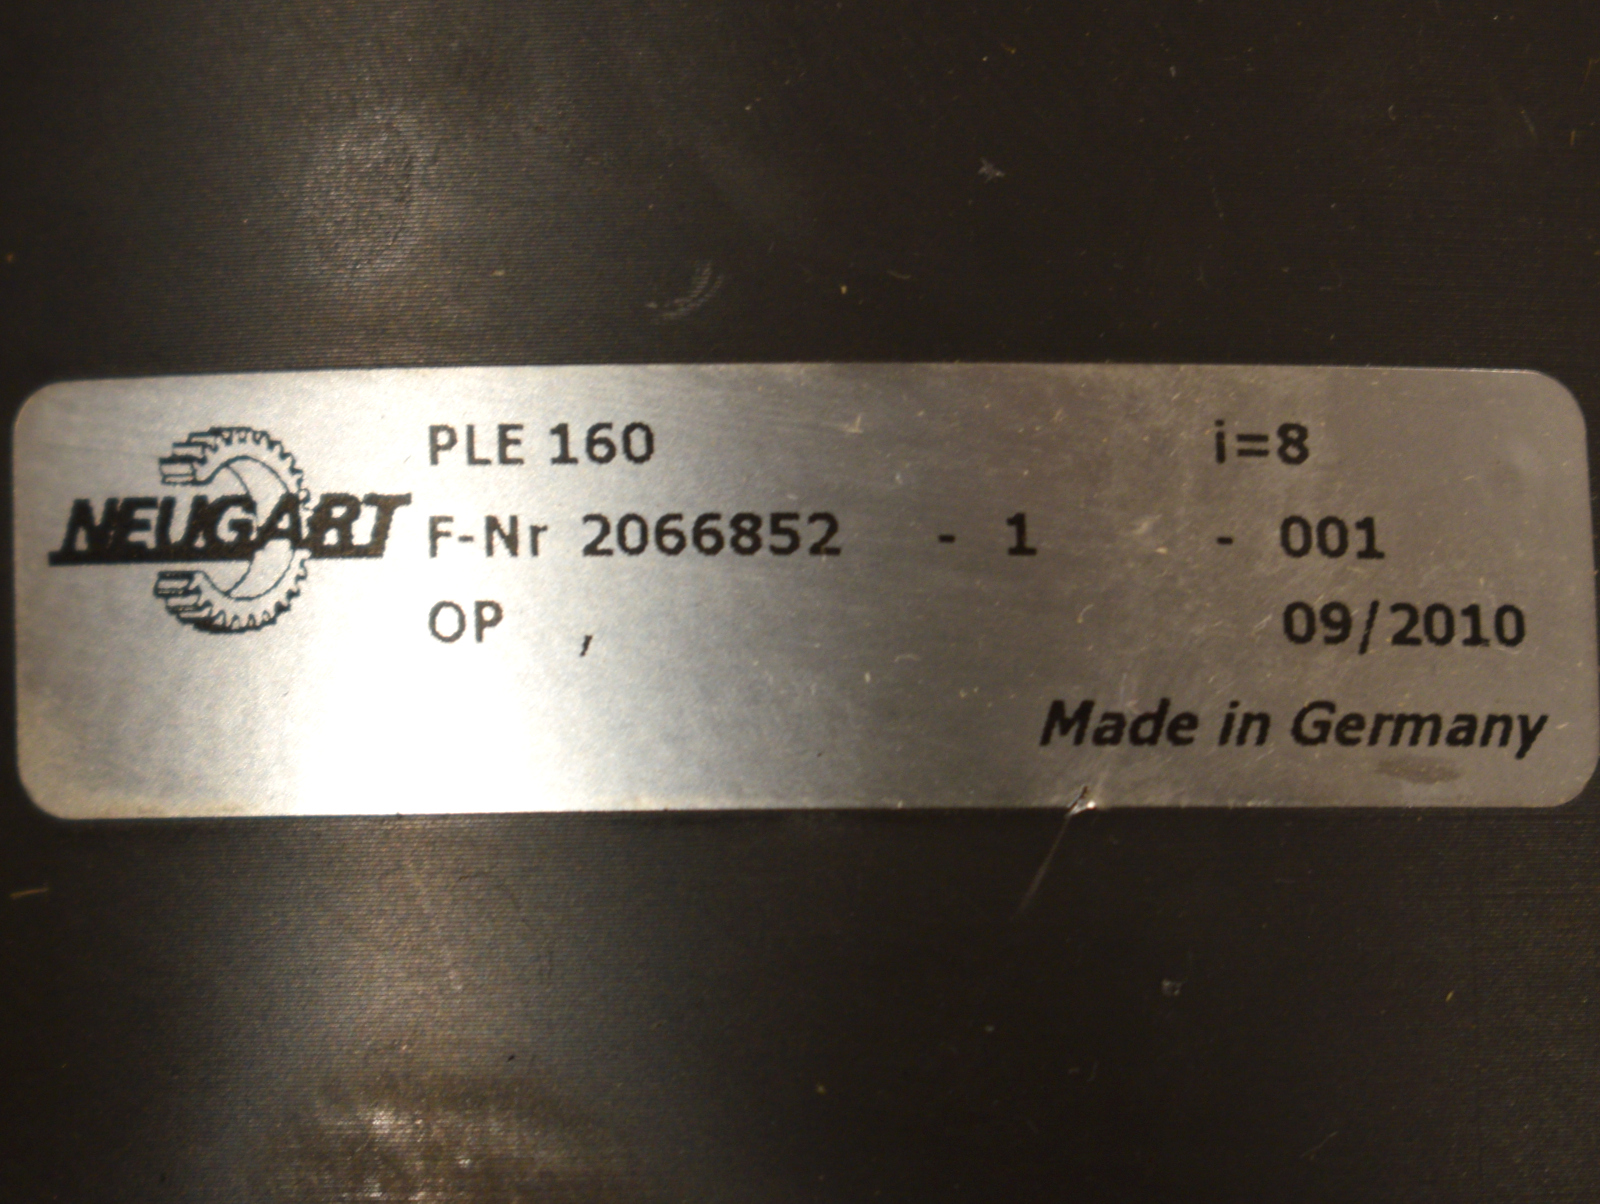 NEUGART
PLE 160 i=8
F-Nr 2066852 - 1 - 001
OP , 09/2010
Made in Germany